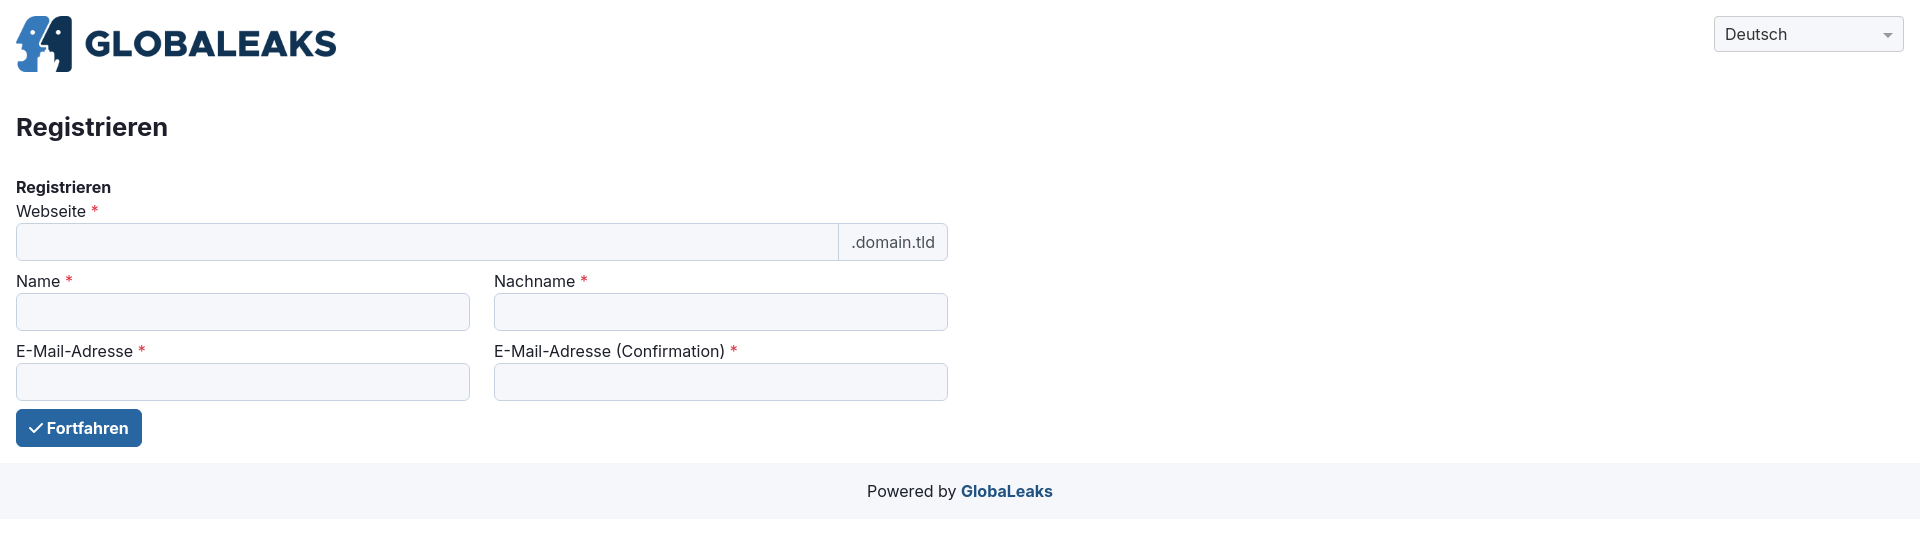 GLOBALEAKS
Deutsch
Registrieren
Registrieren
Webseite *
.domain.tld
Name *
Nachname *
E-Mail-Adresse *
E-Mail-Adresse (Confirmation) *
Fortfahren
Powered by GlobaLeaks